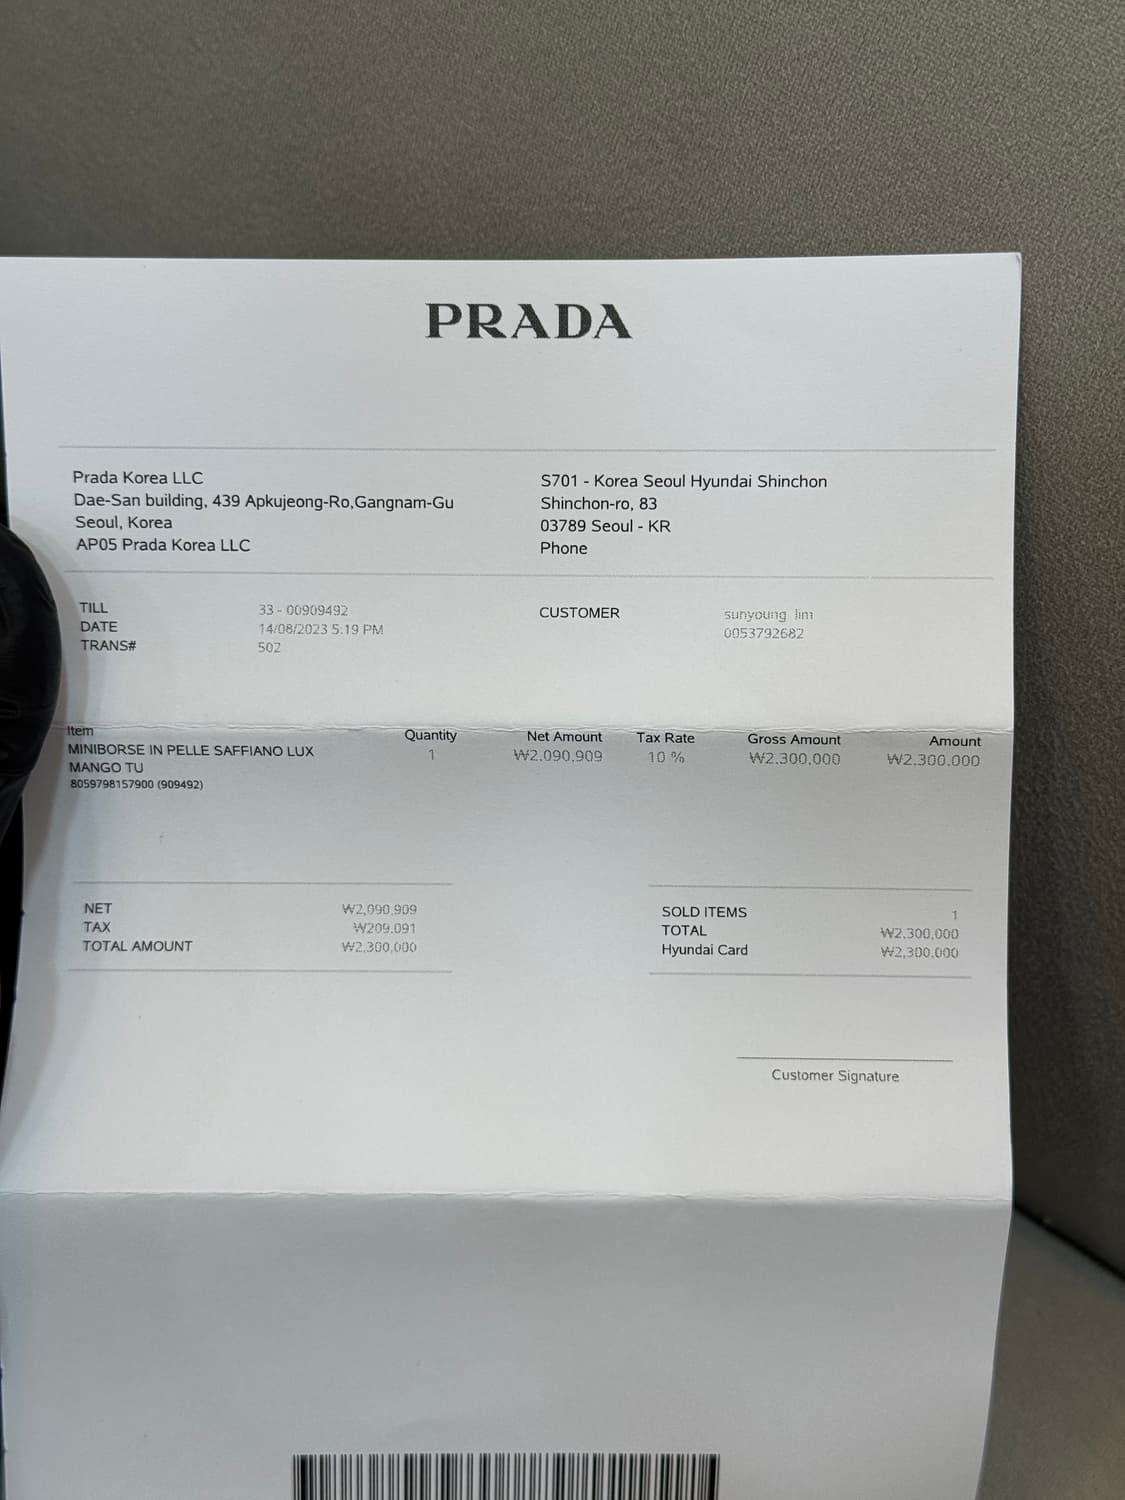 PRADA
Prada Korea LLC
Dae-San building, 439 Apkujeong-Ro,Gangnam-Gu
Seoul, Korea
AP05 Prada Korea LLC
S701 - Korea Seoul Hyundai Shinchon
Shinchon-ro, 83
03789 Seoul - KR
Phone
TILL 33 - 00909492
DATE 14/08/2023 5:19 PM
TRANS# 502
CUSTOMER sunyoung lim
0053792682
Item Quantity Net Amount Tax Rate Gross Amount Amount
MINIBORSE IN PELLE SAFFIANO LUX 1 ₩2.090,909 10 % ₩2.300,000 ₩2.300,000
MANGO TU
8059798157900 (909492)
NET ₩2,090,909
TAX ₩209.091
TOTAL AMOUNT ₩2,300,000
SOLD ITEMS 1
TOTAL ₩2,300,000
Hyundai Card ₩2,300,000
Customer Signature